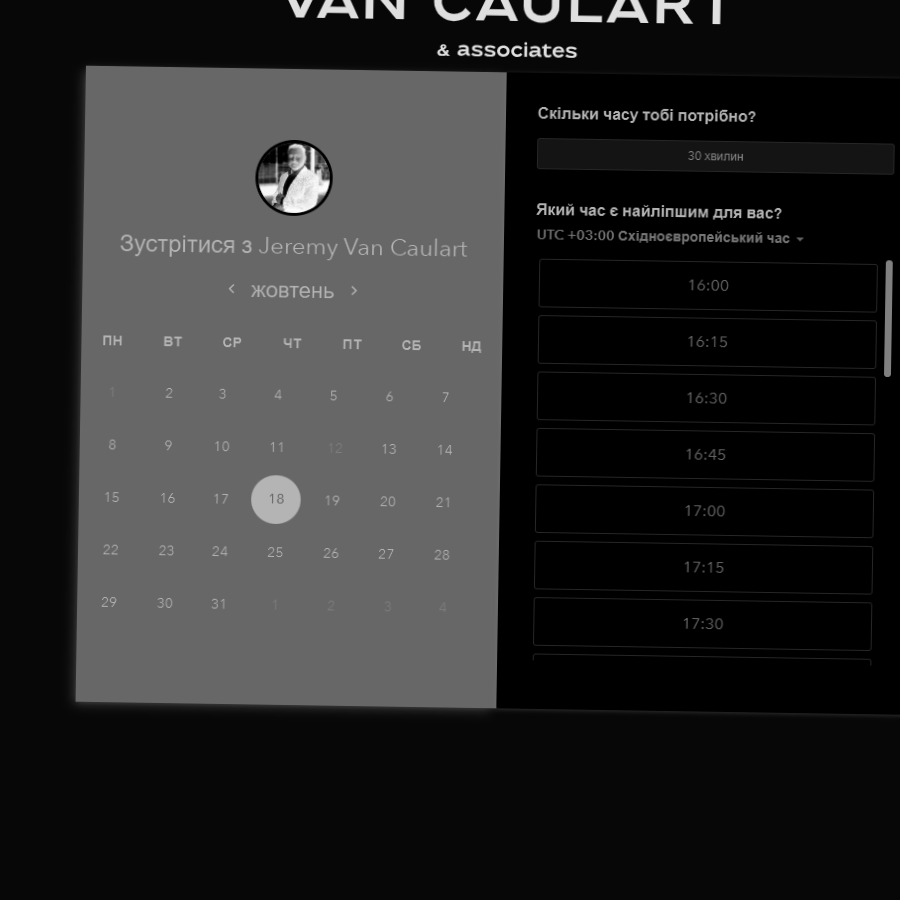 VAN CAULART
& associates
Зустрітися з Jeremy Van Caulart
жовтень
ПН ВТ СР ЧТ ПТ СБ НД
1 2 3 4 5 6 7
8 9 10 11 12 13 14
15 16 17 18 19 20 21
22 23 24 25 26 27 28
29 30 31 1 2 3 4
Скільки часу тобі потрібно?
30 хвилин
Який час є найліпшим для вас?
UTC +03:00 Східноєвропейський час
16:00
16:15
16:30
16:45
17:00
17:15
17:30